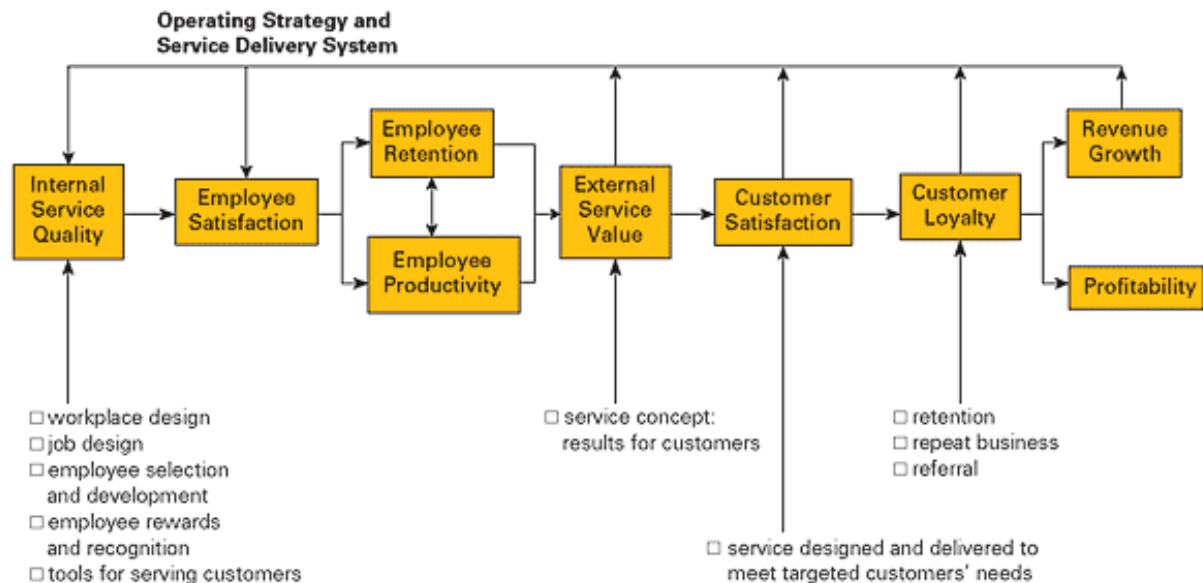 Operating Strategy and
Service Delivery System
Internal
Service
Quality
Employee
Satisfaction
Employee
Retention
Employee
Productivity
External
Service
Value
Customer
Satisfaction
Customer
Loyalty
Revenue
Growth
Profitability
□ workplace design
□ job design
□ employee selection
and development
□ employee rewards
and recognition
□ tools for serving customers
□ service concept:
results for customers
□ service designed and delivered to
meet targeted customers' needs
□ retention
□ repeat business
□ referral